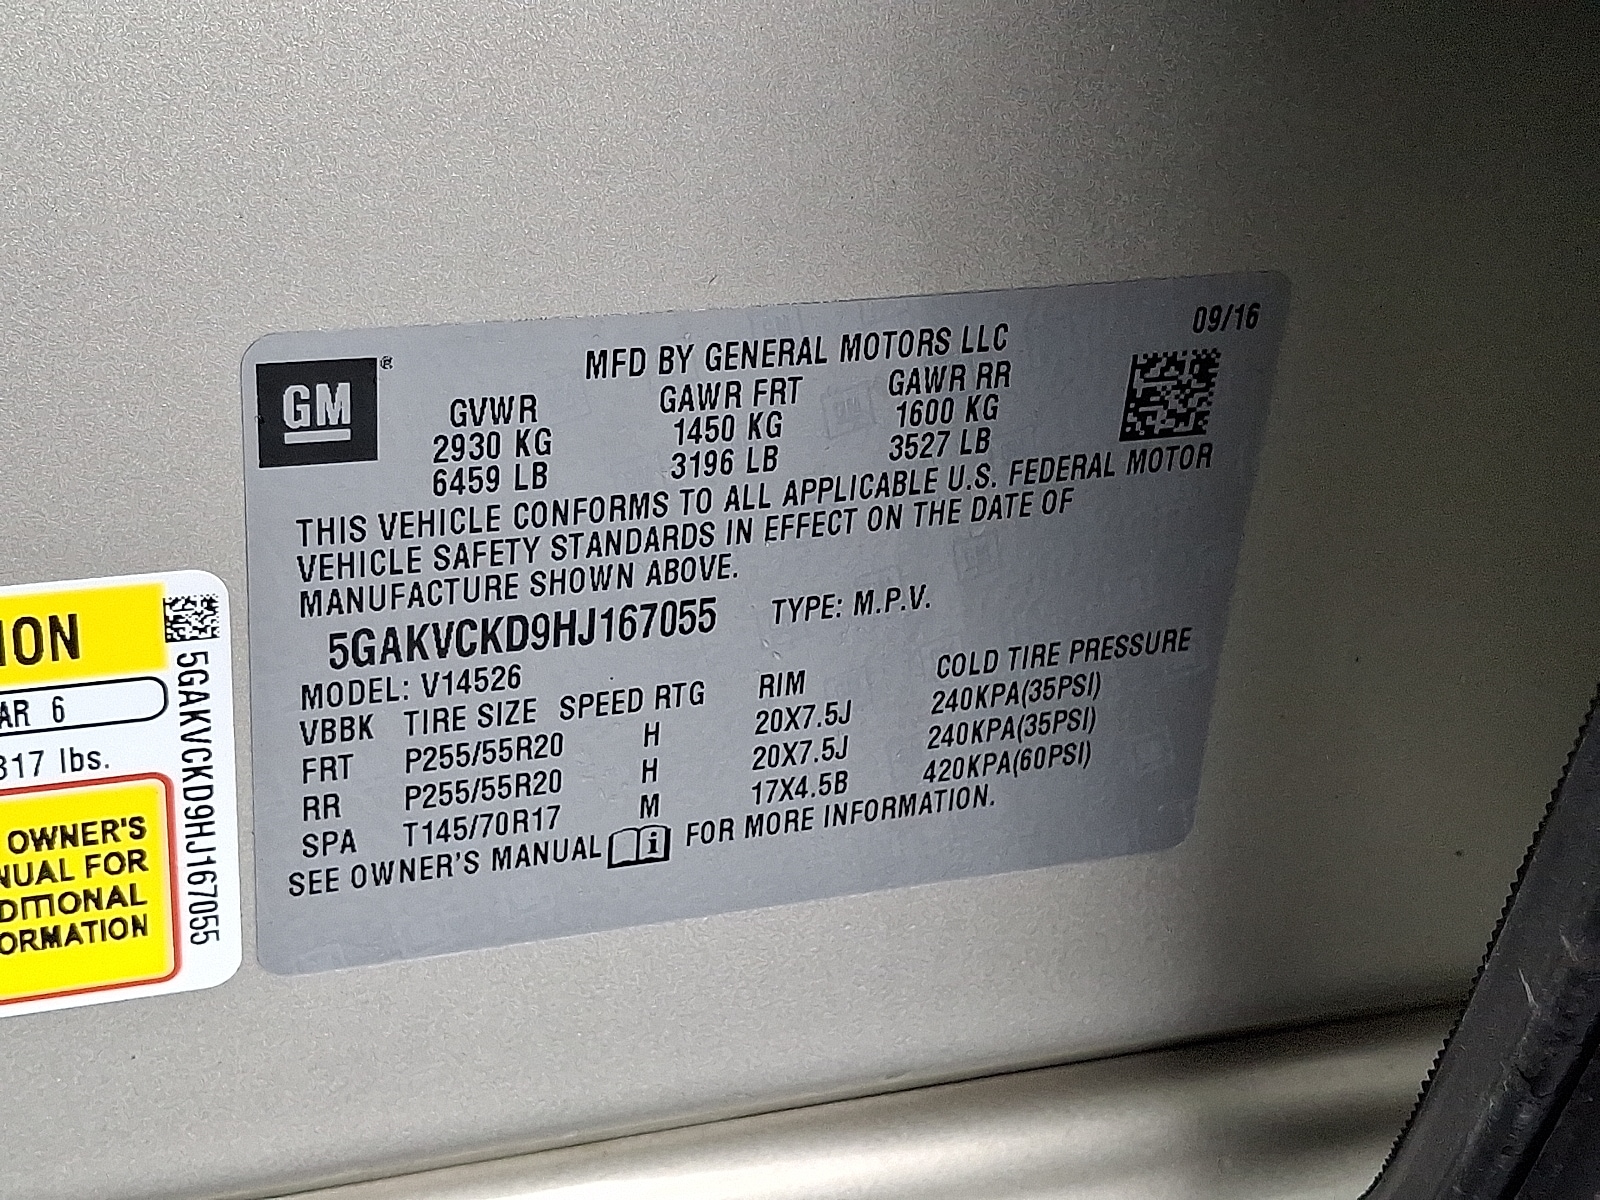 09/16
GM ®
MFD BY GENERAL MOTORS LLC
GVWR GAWR FRT GAWR RR
2930 KG 1450 KG 1600 KG
6459 LB 3196 LB 3527 LB
THIS VEHICLE CONFORMS TO ALL APPLICABLE U.S. FEDERAL MOTOR
VEHICLE SAFETY STANDARDS IN EFFECT ON THE DATE OF
MANUFACTURE SHOWN ABOVE.
5GAKVCKD9HJ167055 TYPE: M.P.V.
MODEL: V14526
VBBK TIRE SIZE SPEED RTG RIM COLD TIRE PRESSURE
FRT P255/55R20 H 20X7.5J 240KPA(35PSI)
RR P255/55R20 H 20X7.5J 240KPA(35PSI)
SPA T145/70R17 M 17X4.5B 420KPA(60PSI)
SEE OWNER'S MANUAL i FOR MORE INFORMATION.
ION
AR 6
317 lbs.
OWNER'S
NUAL FOR
DITIONAL
ORMATION
5GAKVCKD9HJ167055